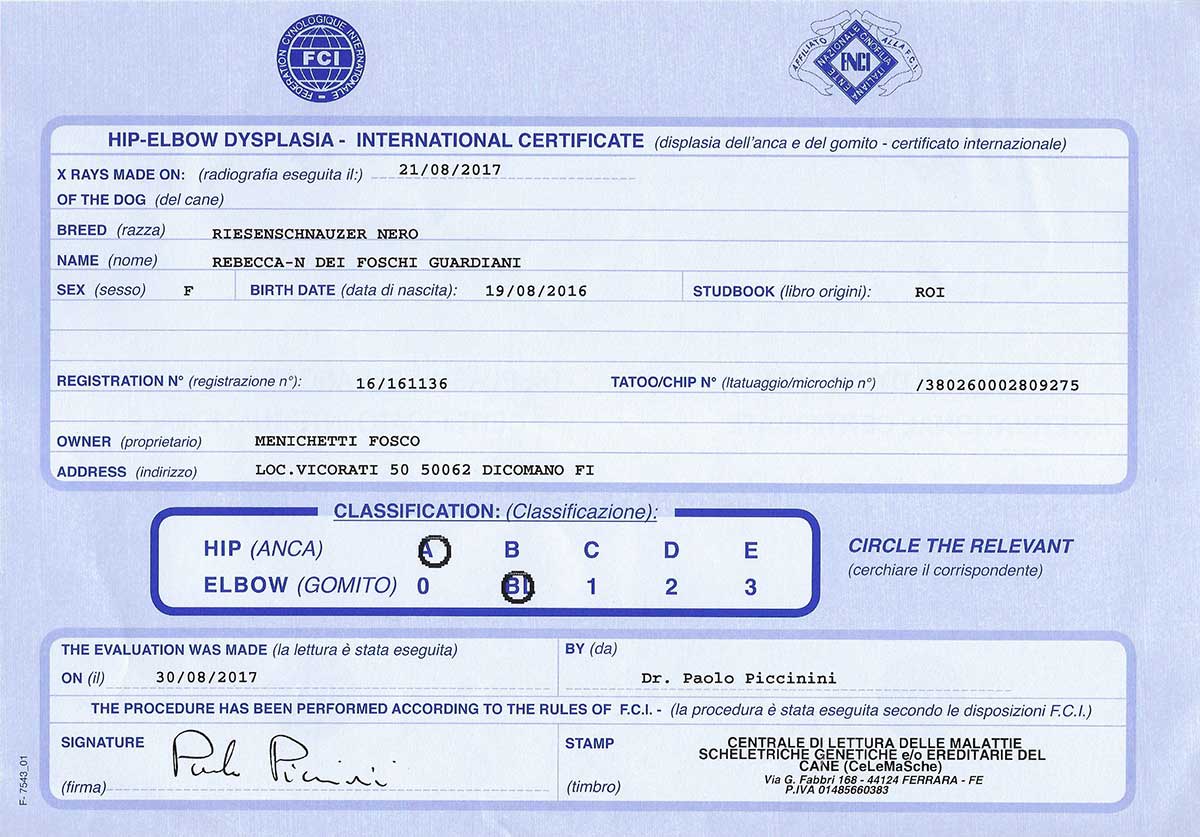 FEDERATION CYNOLOGIQUE INTERNATIONALE
FCI
AFFILIATO ALLA F.C.I.
ENTE NAZIONALE CINOFILIA ITALIANA
ENCI
HIP-ELBOW DYSPLASIA - INTERNATIONAL CERTIFICATE (displasia dell'anca e del gomito - certificato internazionale)
X RAYS MADE ON: (radiografia eseguita il:) 21/08/2017
OF THE DOG (del cane)
BREED (razza) RIESENSCHNAUZER NERO
NAME (nome) REBECCA-N DEI FOSCHI GUARDIANI
SEX (sesso) F BIRTH DATE (data di nascita): 19/08/2016 STUDBOOK (libro origini): ROI
REGISTRATION N° (registrazione n°): 16/161136 TATOO/CHIP N° (ltatuaggio/microchip n°) /380260002809275
OWNER (proprietario) MENICHETTI FOSCO
ADDRESS (indirizzo) LOC.VICORATI 50 50062 DICOMANO FI
CLASSIFICATION: (Classificazione):
HIP (ANCA) A B C D E
ELBOW (GOMITO) 0 BL 1 2 3
CIRCLE THE RELEVANT
(cerchiare il corrispondente)
THE EVALUATION WAS MADE (la lettura è stata eseguita)
ON (il) 30/08/2017
BY (da)
Dr. Paolo Piccinini
THE PROCEDURE HAS BEEN PERFORMED ACCORDING TO THE RULES OF F.C.I. - (la procedura è stata eseguita secondo le disposizioni F.C.I.)
SIGNATURE
Paolo Piccinini
(firma)
STAMP
(timbro)
CENTRALE DI LETTURA DELLE MALATTIE
SCHELETRICHE GENETICHE e/o EREDITARIE DEL
CANE (CeLeMaSche)
Via G. Fabbri 168 - 44124 FERRARA - FE
P.IVA 01485660383
F- 7543_01